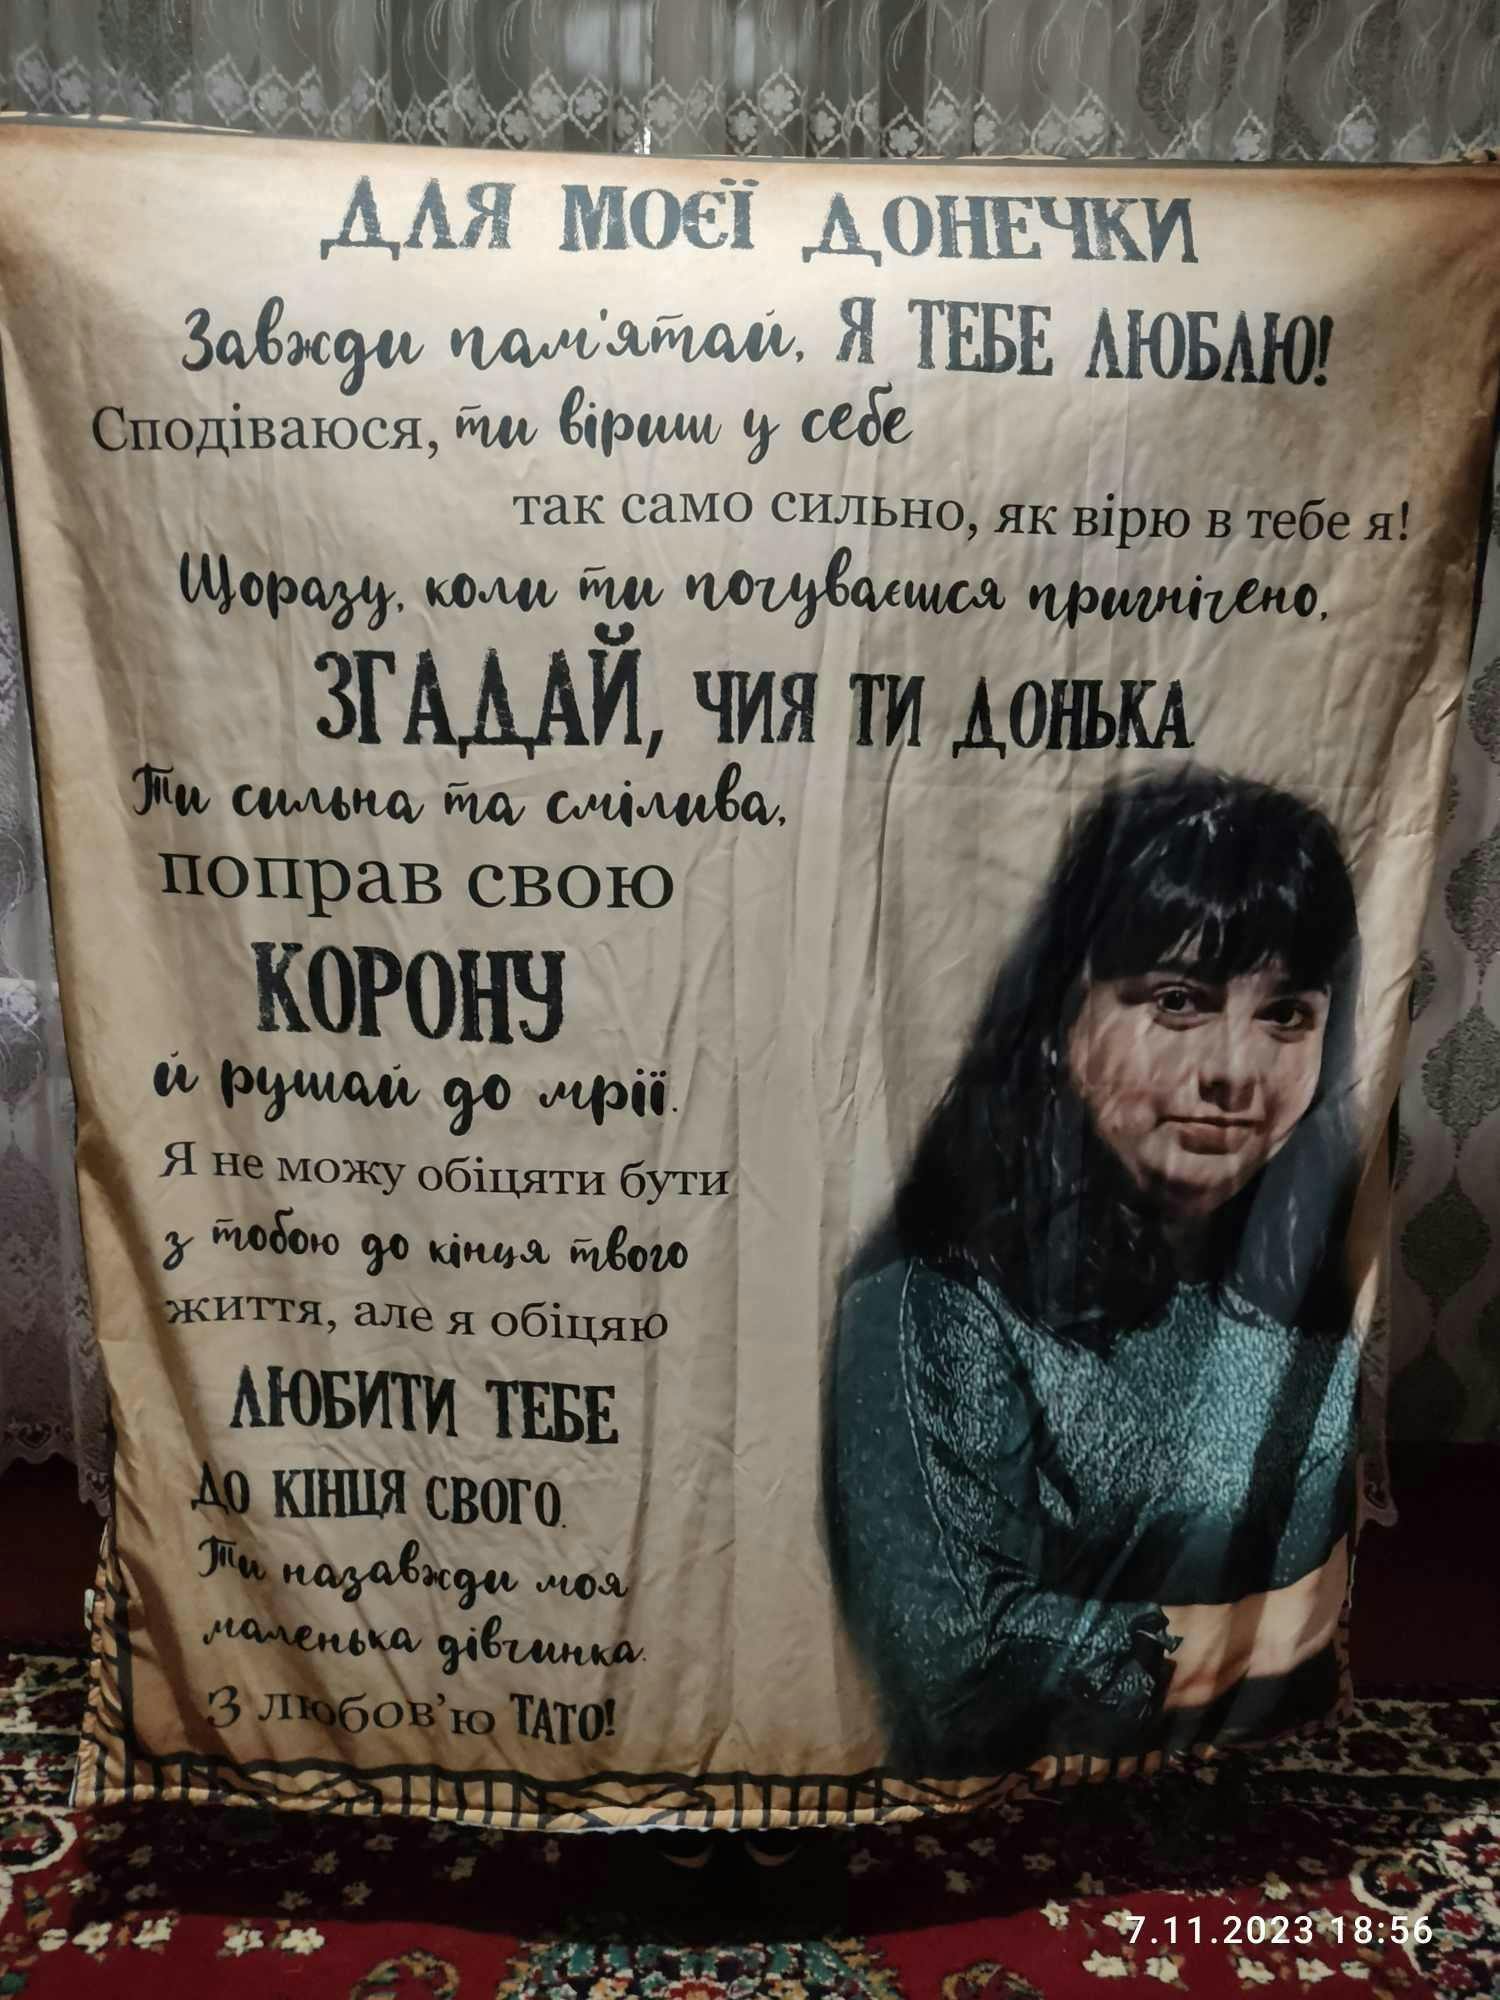 ДЛЯ МОЄЇ ДОНЕЧКИ
Завжди пам'ятай, Я ТЕБЕ ЛЮБЛЮ!
Сподіваюся, ти віриш у себе
так само сильно, як вірю в тебе я!
Щоразу, коли ти почуваєшся пригнічено,
ЗГАДАЙ, ЧИЯ ТИ ДОНЬКА
Ти сильна та смілива,
поправ свою
КОРОНУ
й рушай до мрії.
Я не можу обіцяти бути
з тобою до кінця твого
життя, але я обіцяю
ЛЮБИТИ ТЕБЕ
ДО КІНЦЯ СВОГО.
Ти назавжди моя
маленька дівчинка.
З любов'ю ТАТО!
7.11.2023 18:56